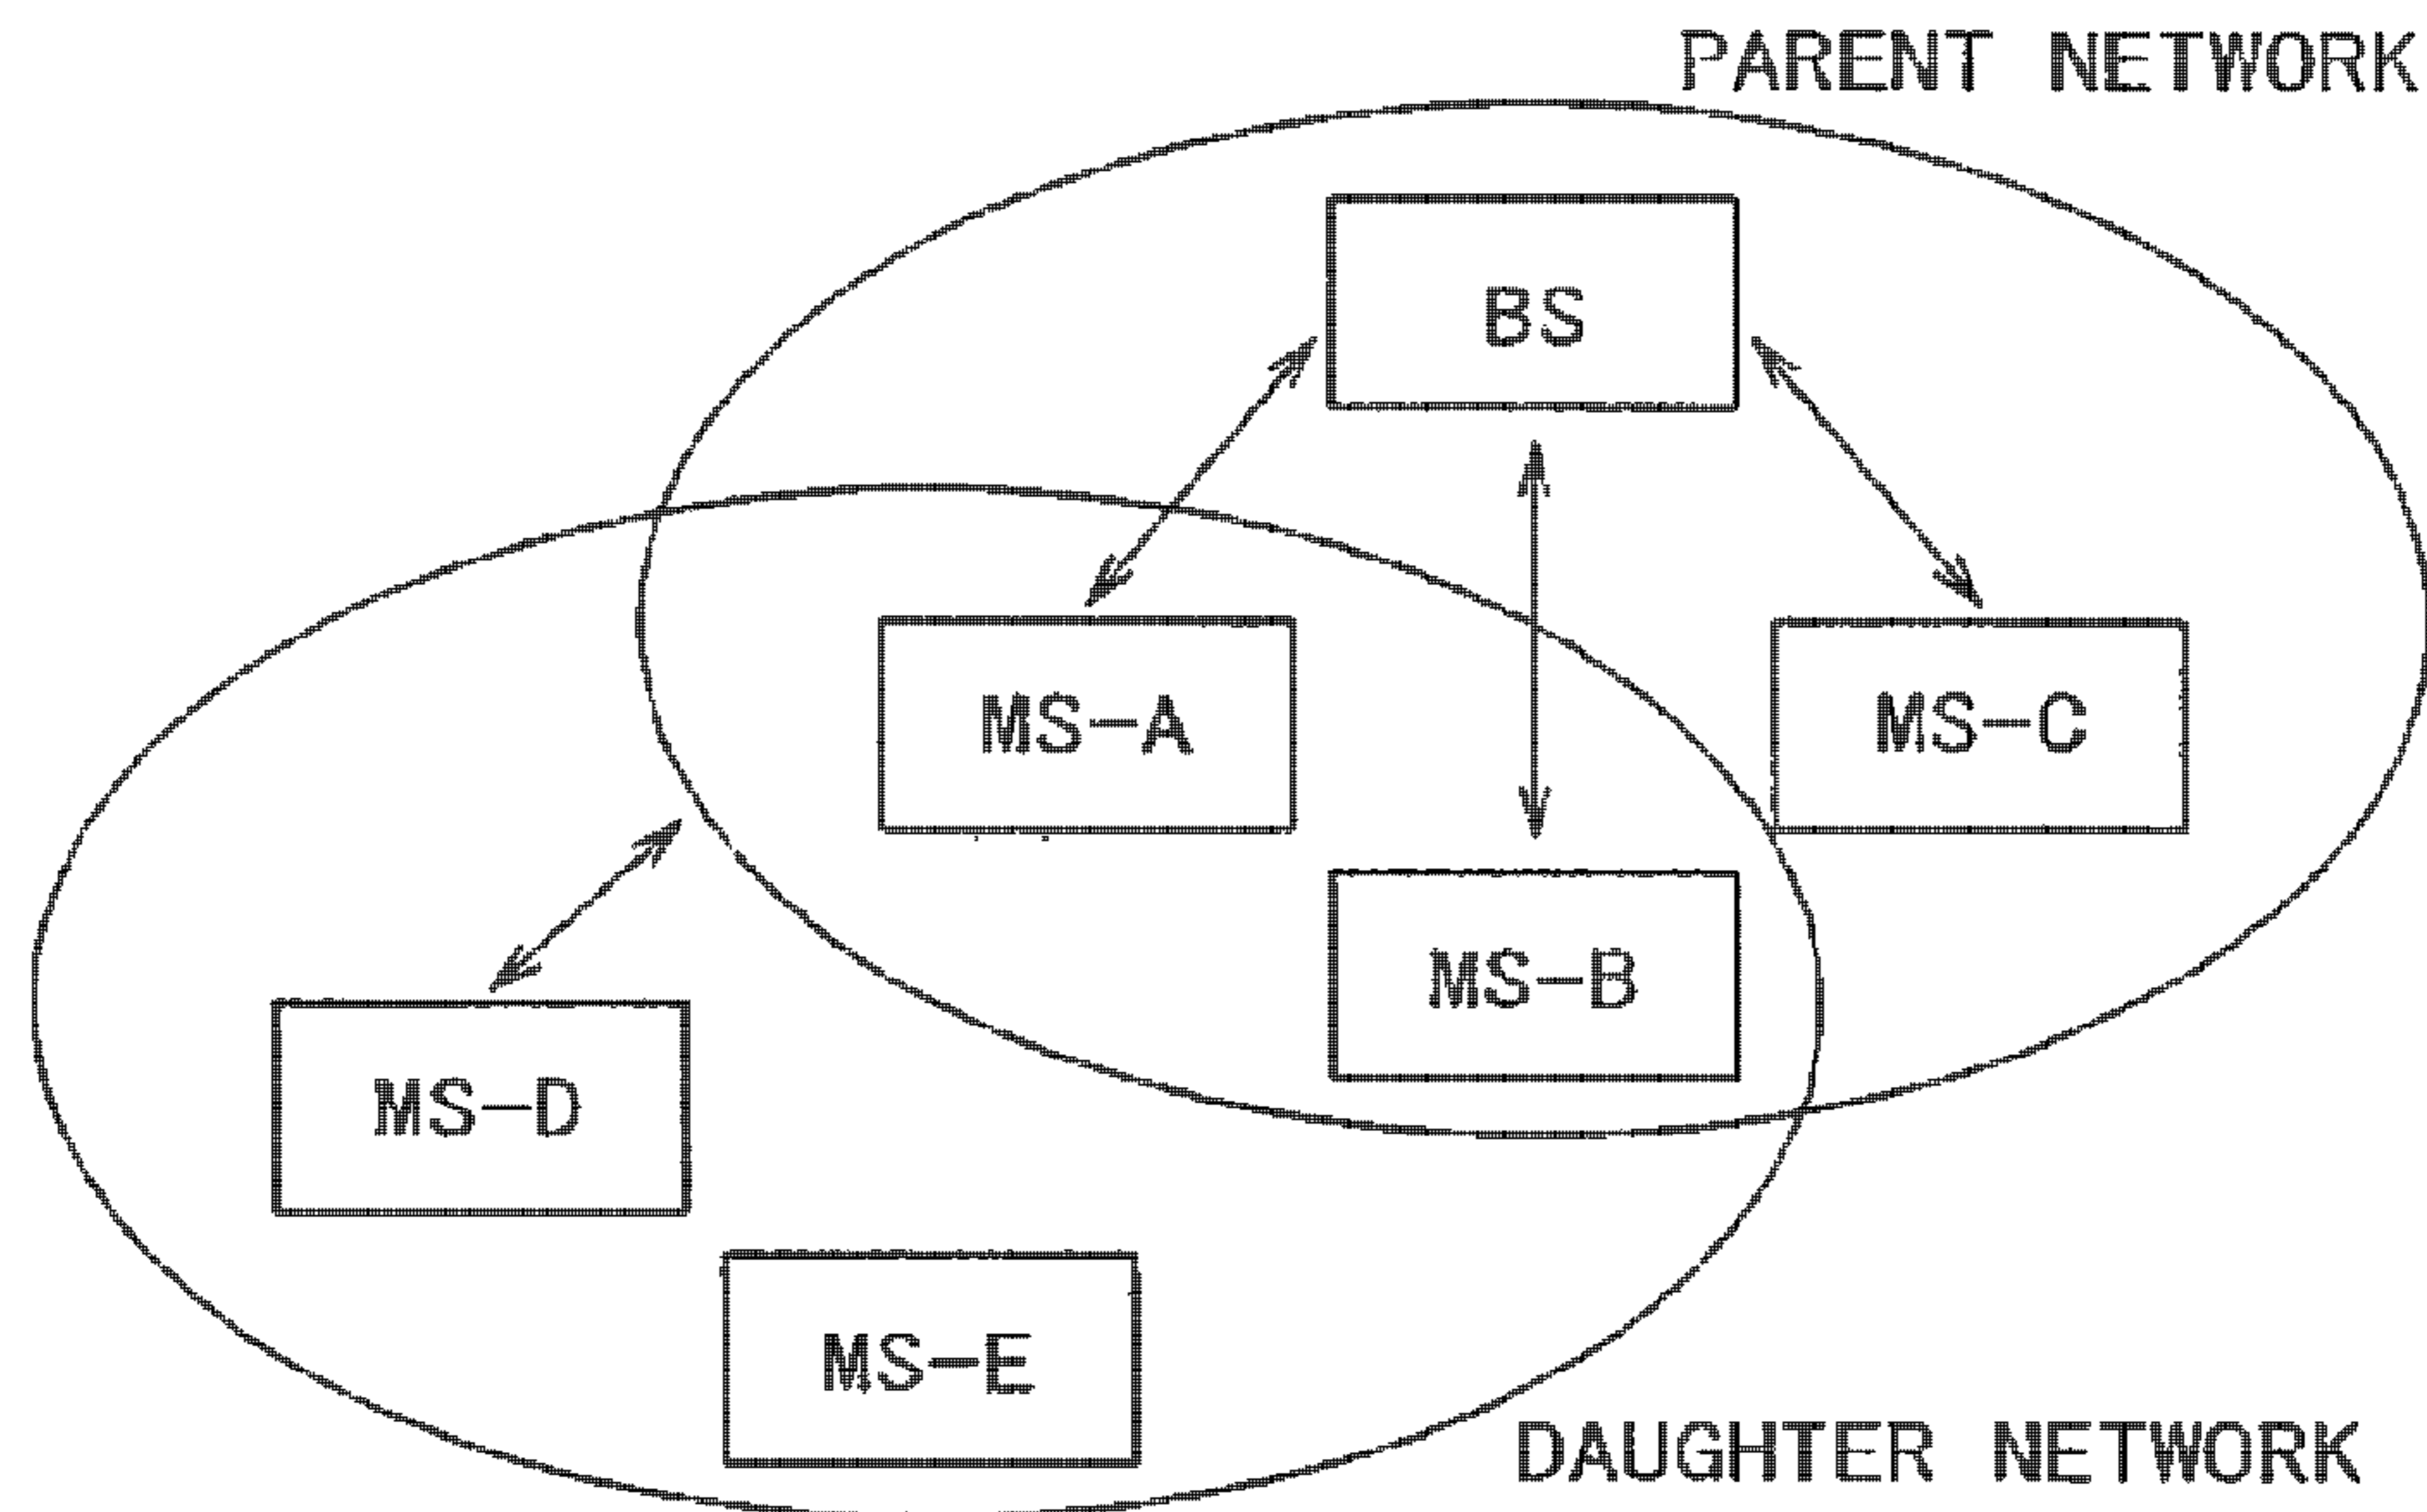 PARENT NETWORK
BS
MS-A
MS-C
MS-B
MS-D
MS-E
DAUGHTER NETWORK